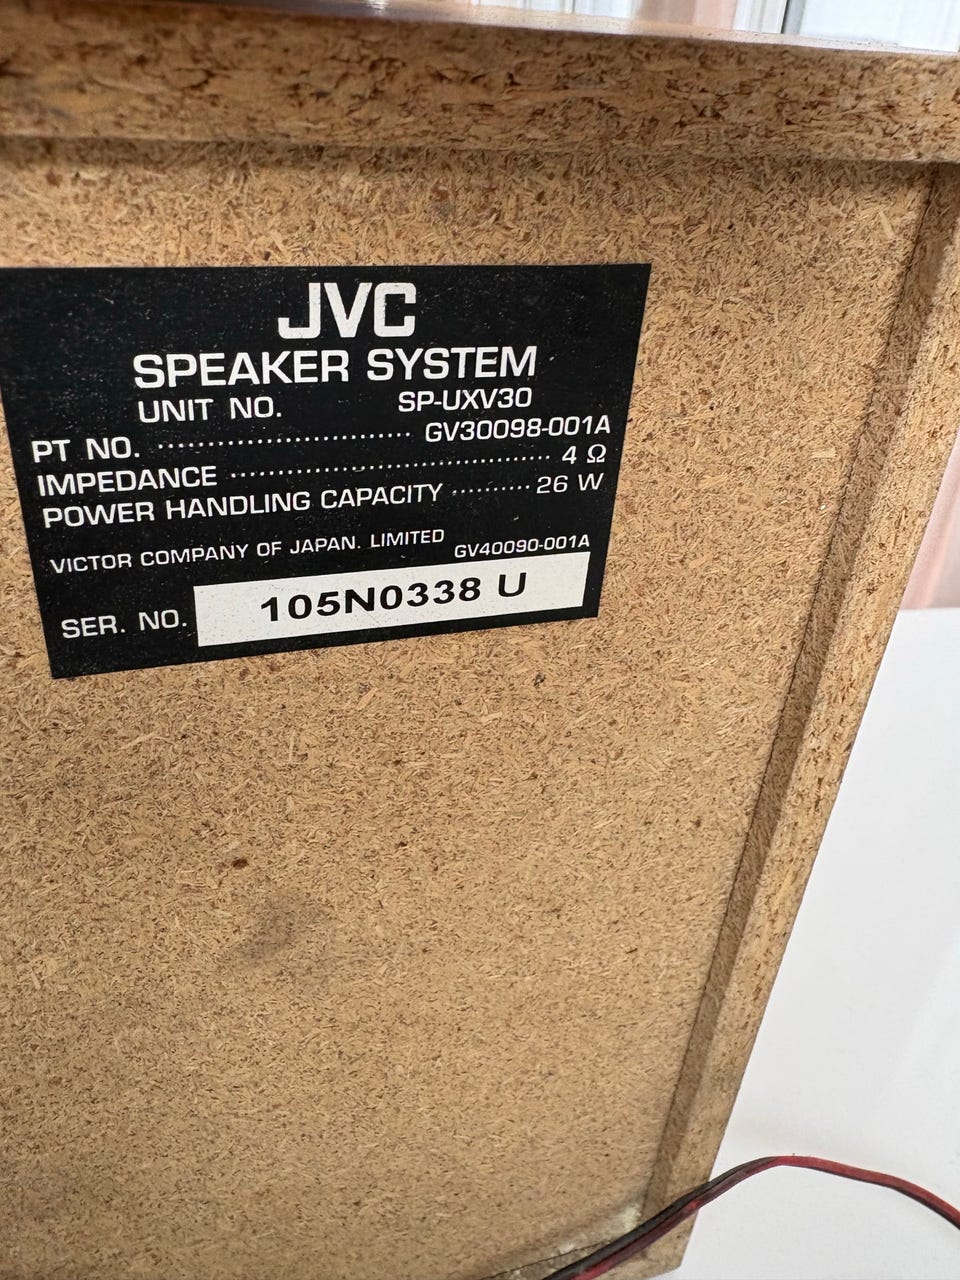 JVC
SPEAKER SYSTEM
UNIT NO. SP-UXV30
PT NO. ............................ GV30098-001A
IMPEDANCE ................................... 4 Ω
POWER HANDLING CAPACITY .......... 26 W
VICTOR COMPANY OF JAPAN. LIMITED GV40090-001A
SER. NO. 105N0338 U